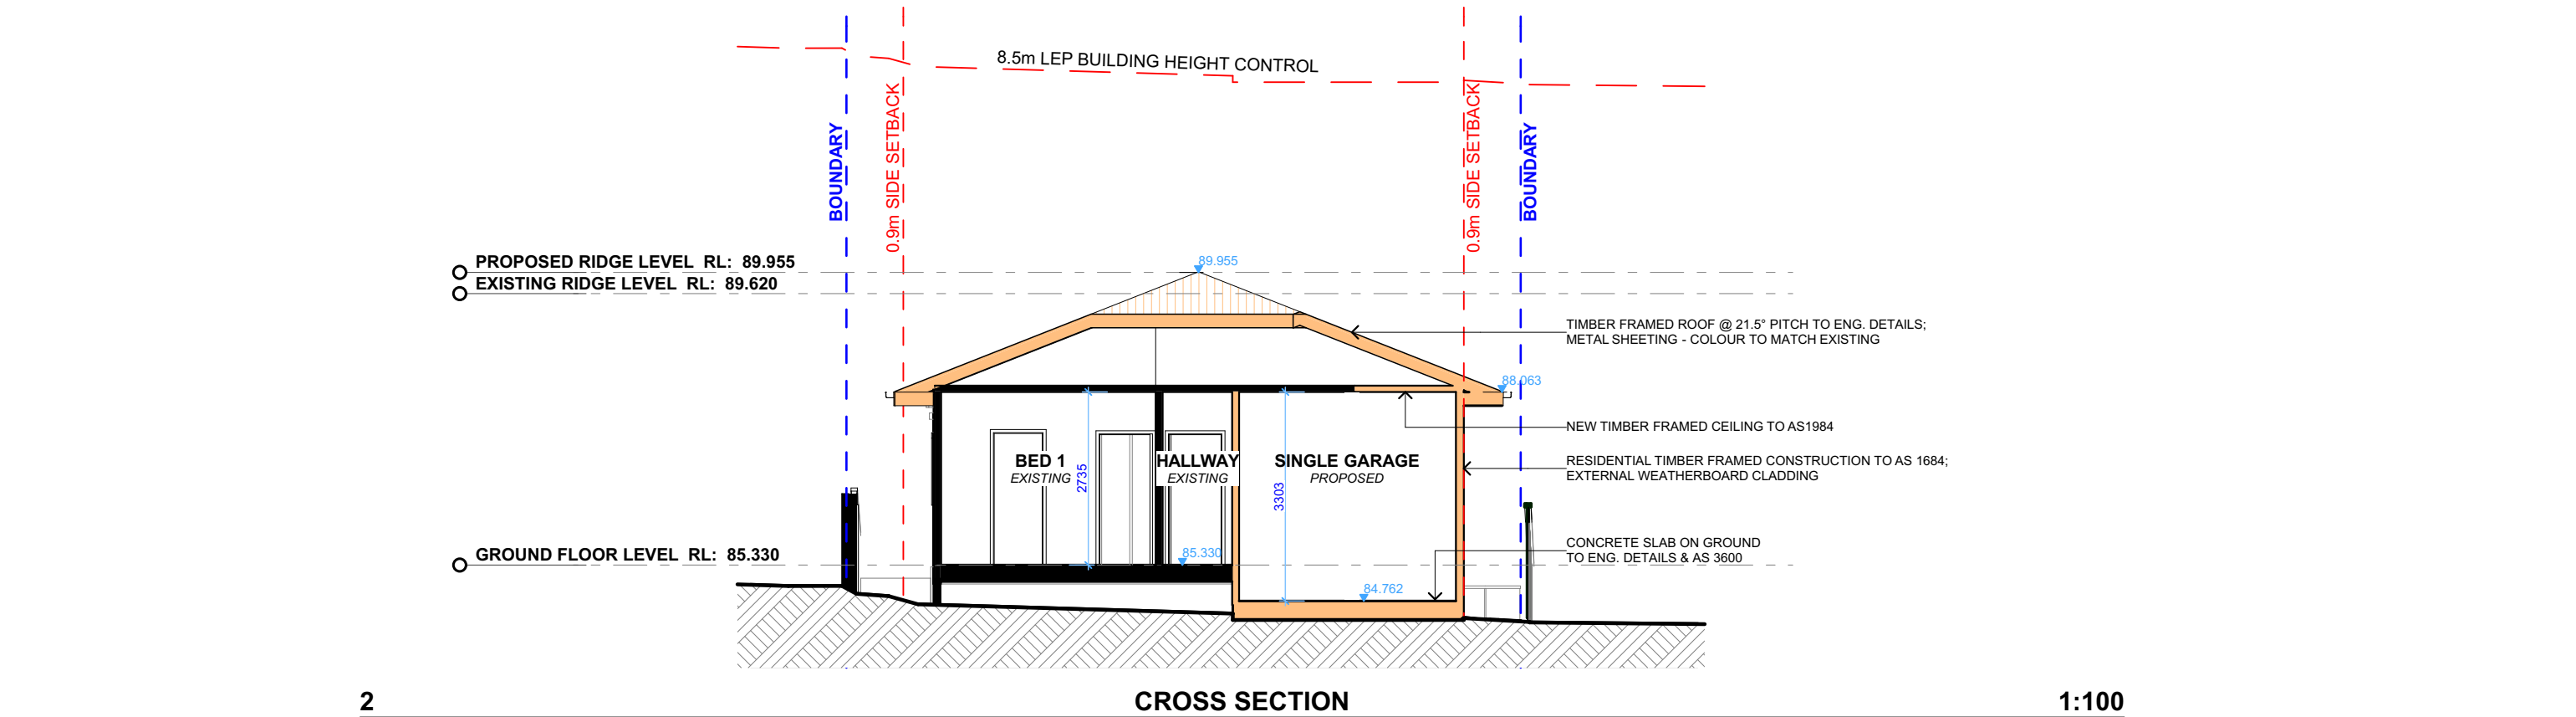 8.5m LEP BUILDING HEIGHT CONTROL
BOUNDARY
0.9m SIDE SETBACK
0.9m SIDE SETBACK
BOUNDARY
PROPOSED RIDGE LEVEL RL: 89.955
EXISTING RIDGE LEVEL RL: 89.620
89.955
TIMBER FRAMED ROOF @ 21.5° PITCH TO ENG. DETAILS;
METAL SHEETING - COLOUR TO MATCH EXISTING
88.063
NEW TIMBER FRAMED CEILING TO AS1984
BED 1
EXISTING
2735
HALLWAY
EXISTING
SINGLE GARAGE
PROPOSED
3303
RESIDENTIAL TIMBER FRAMED CONSTRUCTION TO AS 1684;
EXTERNAL WEATHERBOARD CLADDING
GROUND FLOOR LEVEL RL: 85.330
85.330
CONCRETE SLAB ON GROUND
TO ENG. DETAILS & AS 3600
84.762
2
CROSS SECTION
1:100